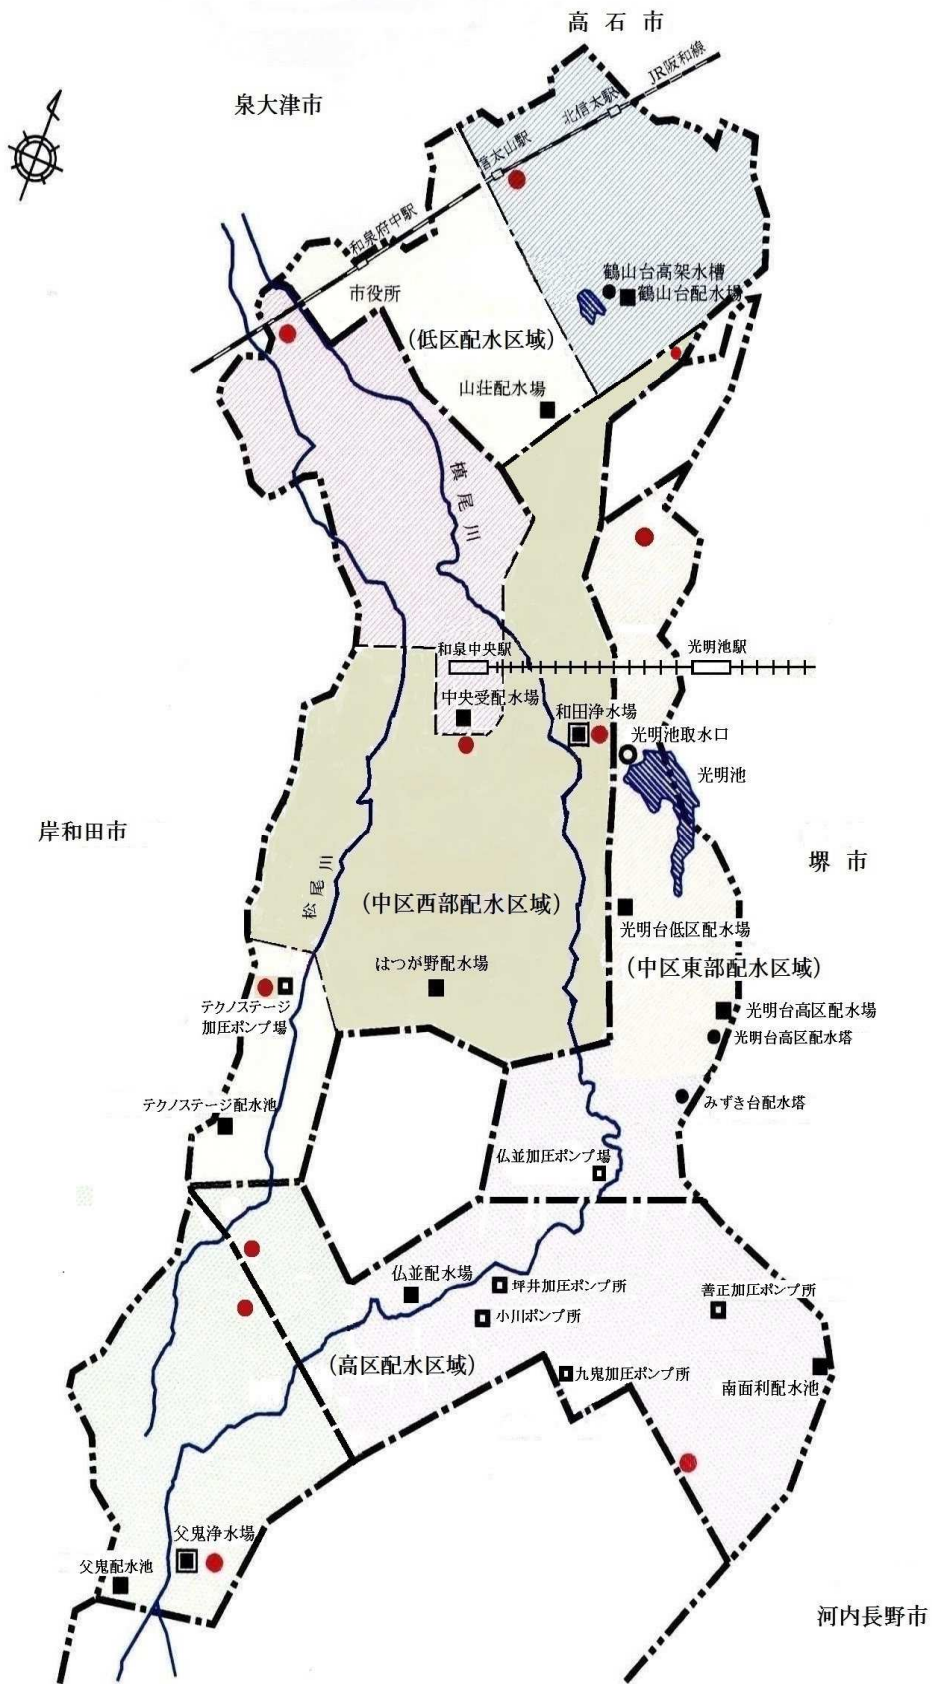 高石市
JR阪和線
北信太駅
泉大津市
信太山駅
和泉府中駅
鶴山台高架水槽
鶴山台配水場
市役所
(低区配水区域)
山荘配水場
槙尾川
和泉中央駅
光明池駅
中央受配水場
和田浄水場
光明池取水口
光明池
岸和田市
堺市
松尾川
(中区西部配水区域)
光明台低区配水場
はつが野配水場
(中区東部配水区域)
テクノステージ
加圧ポンプ場
光明台高区配水場
光明台高区配水塔
テクノステージ配水池
みずき台配水塔
仏並加圧ポンプ場
仏並配水場
坪井加圧ポンプ所
善正加圧ポンプ所
小川ポンプ所
(高区配水区域)
九鬼加圧ポンプ所
南面利配水池
父鬼浄水場
父鬼配水池
河内長野市